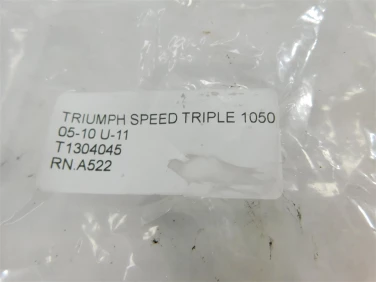 TRIUMPH SPEED TRIPLE 1050
05-10 U-11
T1304045
RN.A522